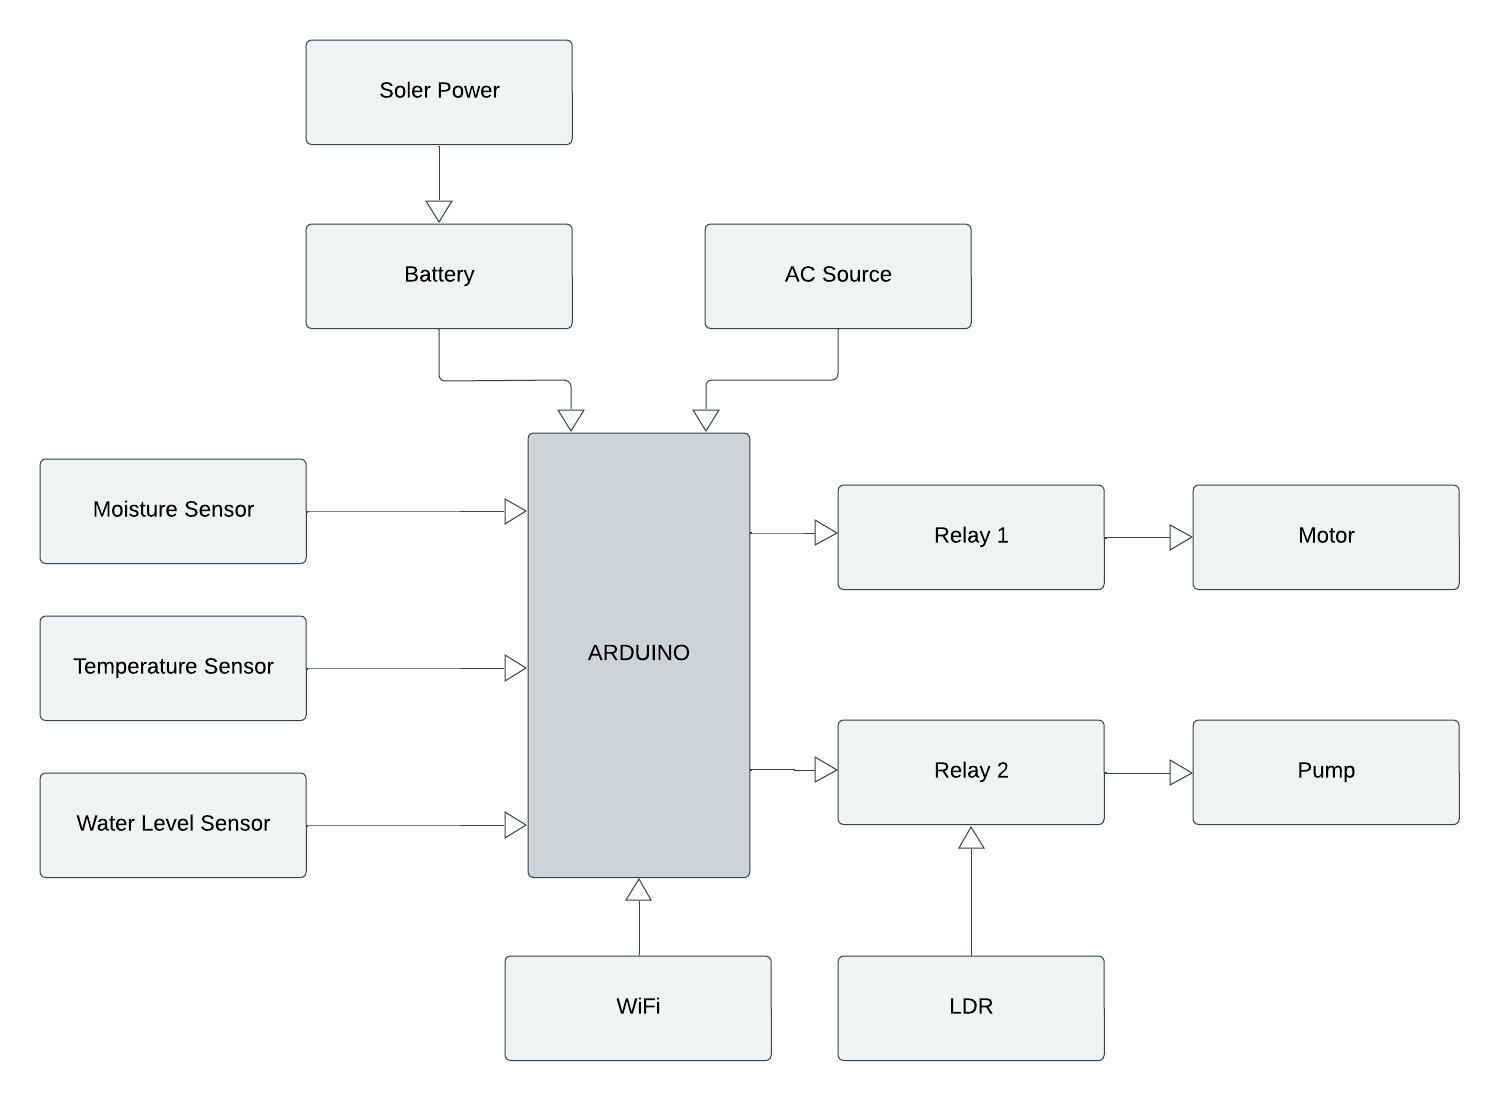 Soler Power
Battery
AC Source
Moisture Sensor
Relay 1
Motor
ARDUINO
Temperature Sensor
Relay 2
Pump
Water Level Sensor
WiFi
LDR